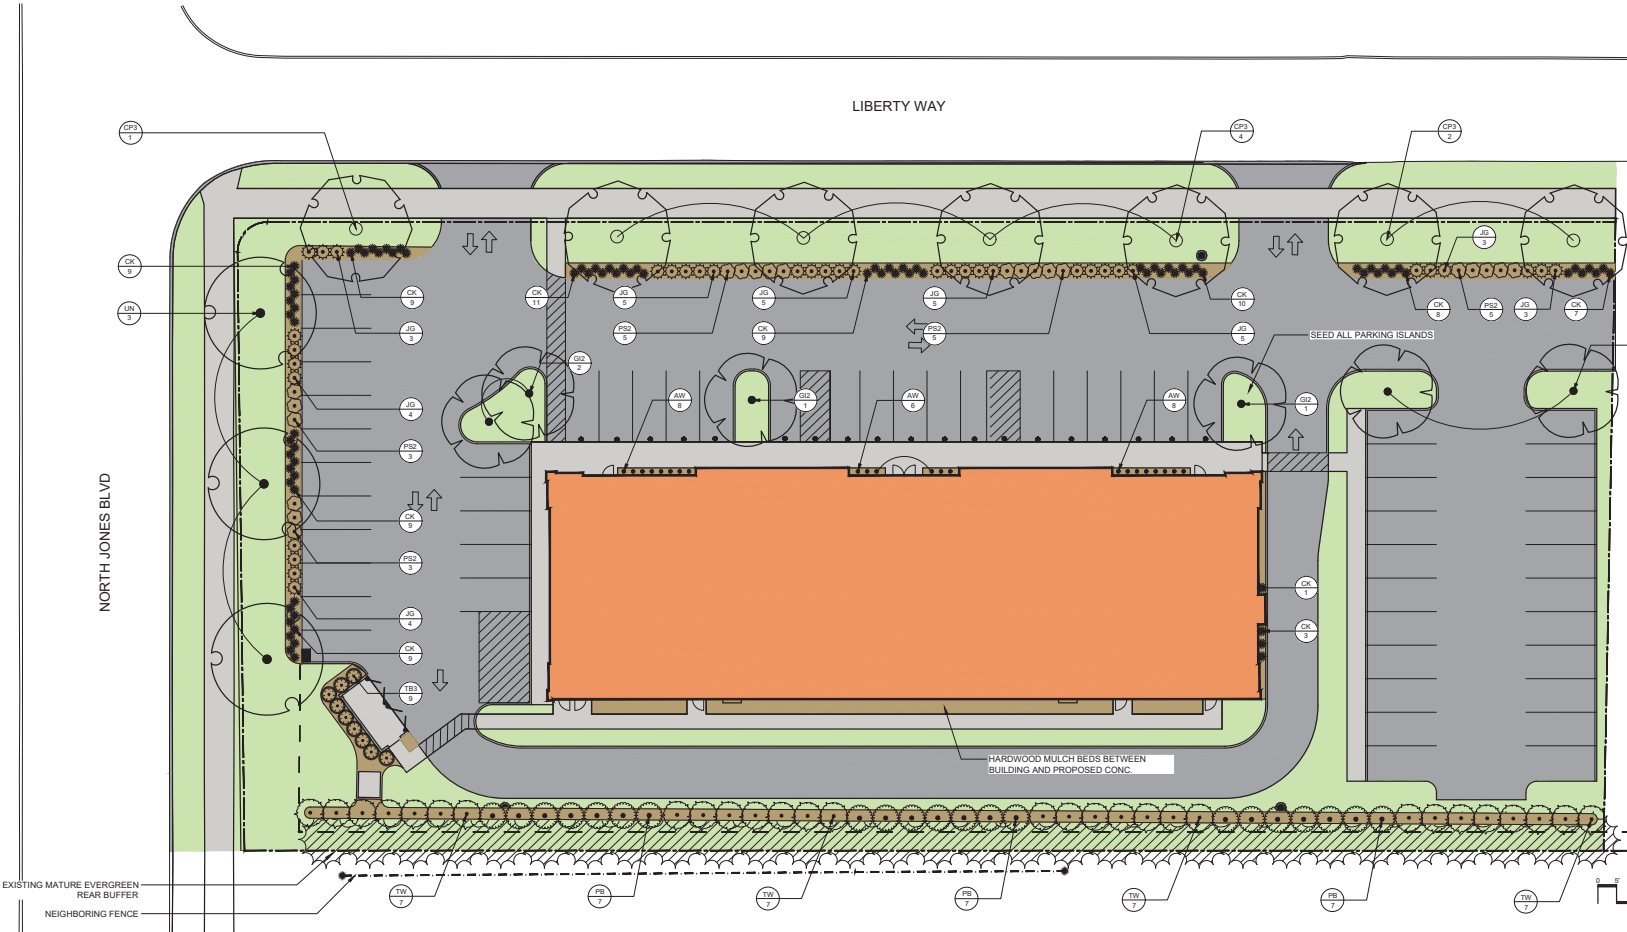 LIBERTY WAY
CP3
1
CP3
4
CP3
2
JG
3
CK
9
UN
3
CK
9
JG
3
CK
11
JG
5
PS2
5
JG
5
CK
9
JG
5
PS2
5
CK
10
JG
5
CK
8
PS2
5
JG
3
CK
7
SEED ALL PARKING ISLANDS
GI2
2
AW
8
GI2
1
AW
6
AW
8
GI2
1
JG
4
PS2
3
NORTH JONES BLVD
CK
9
PS2
3
JG
4
CK
9
TB3
9
CK
1
CK
3
HARDWOOD MULCH BEDS BETWEEN
BUILDING AND PROPOSED CONC.
EXISTING MATURE EVERGREEN
REAR BUFFER
NEIGHBORING FENCE
TW
7
PB
7
TW
7
PB
7
TW
7
PB
7
TW
7
0 5'